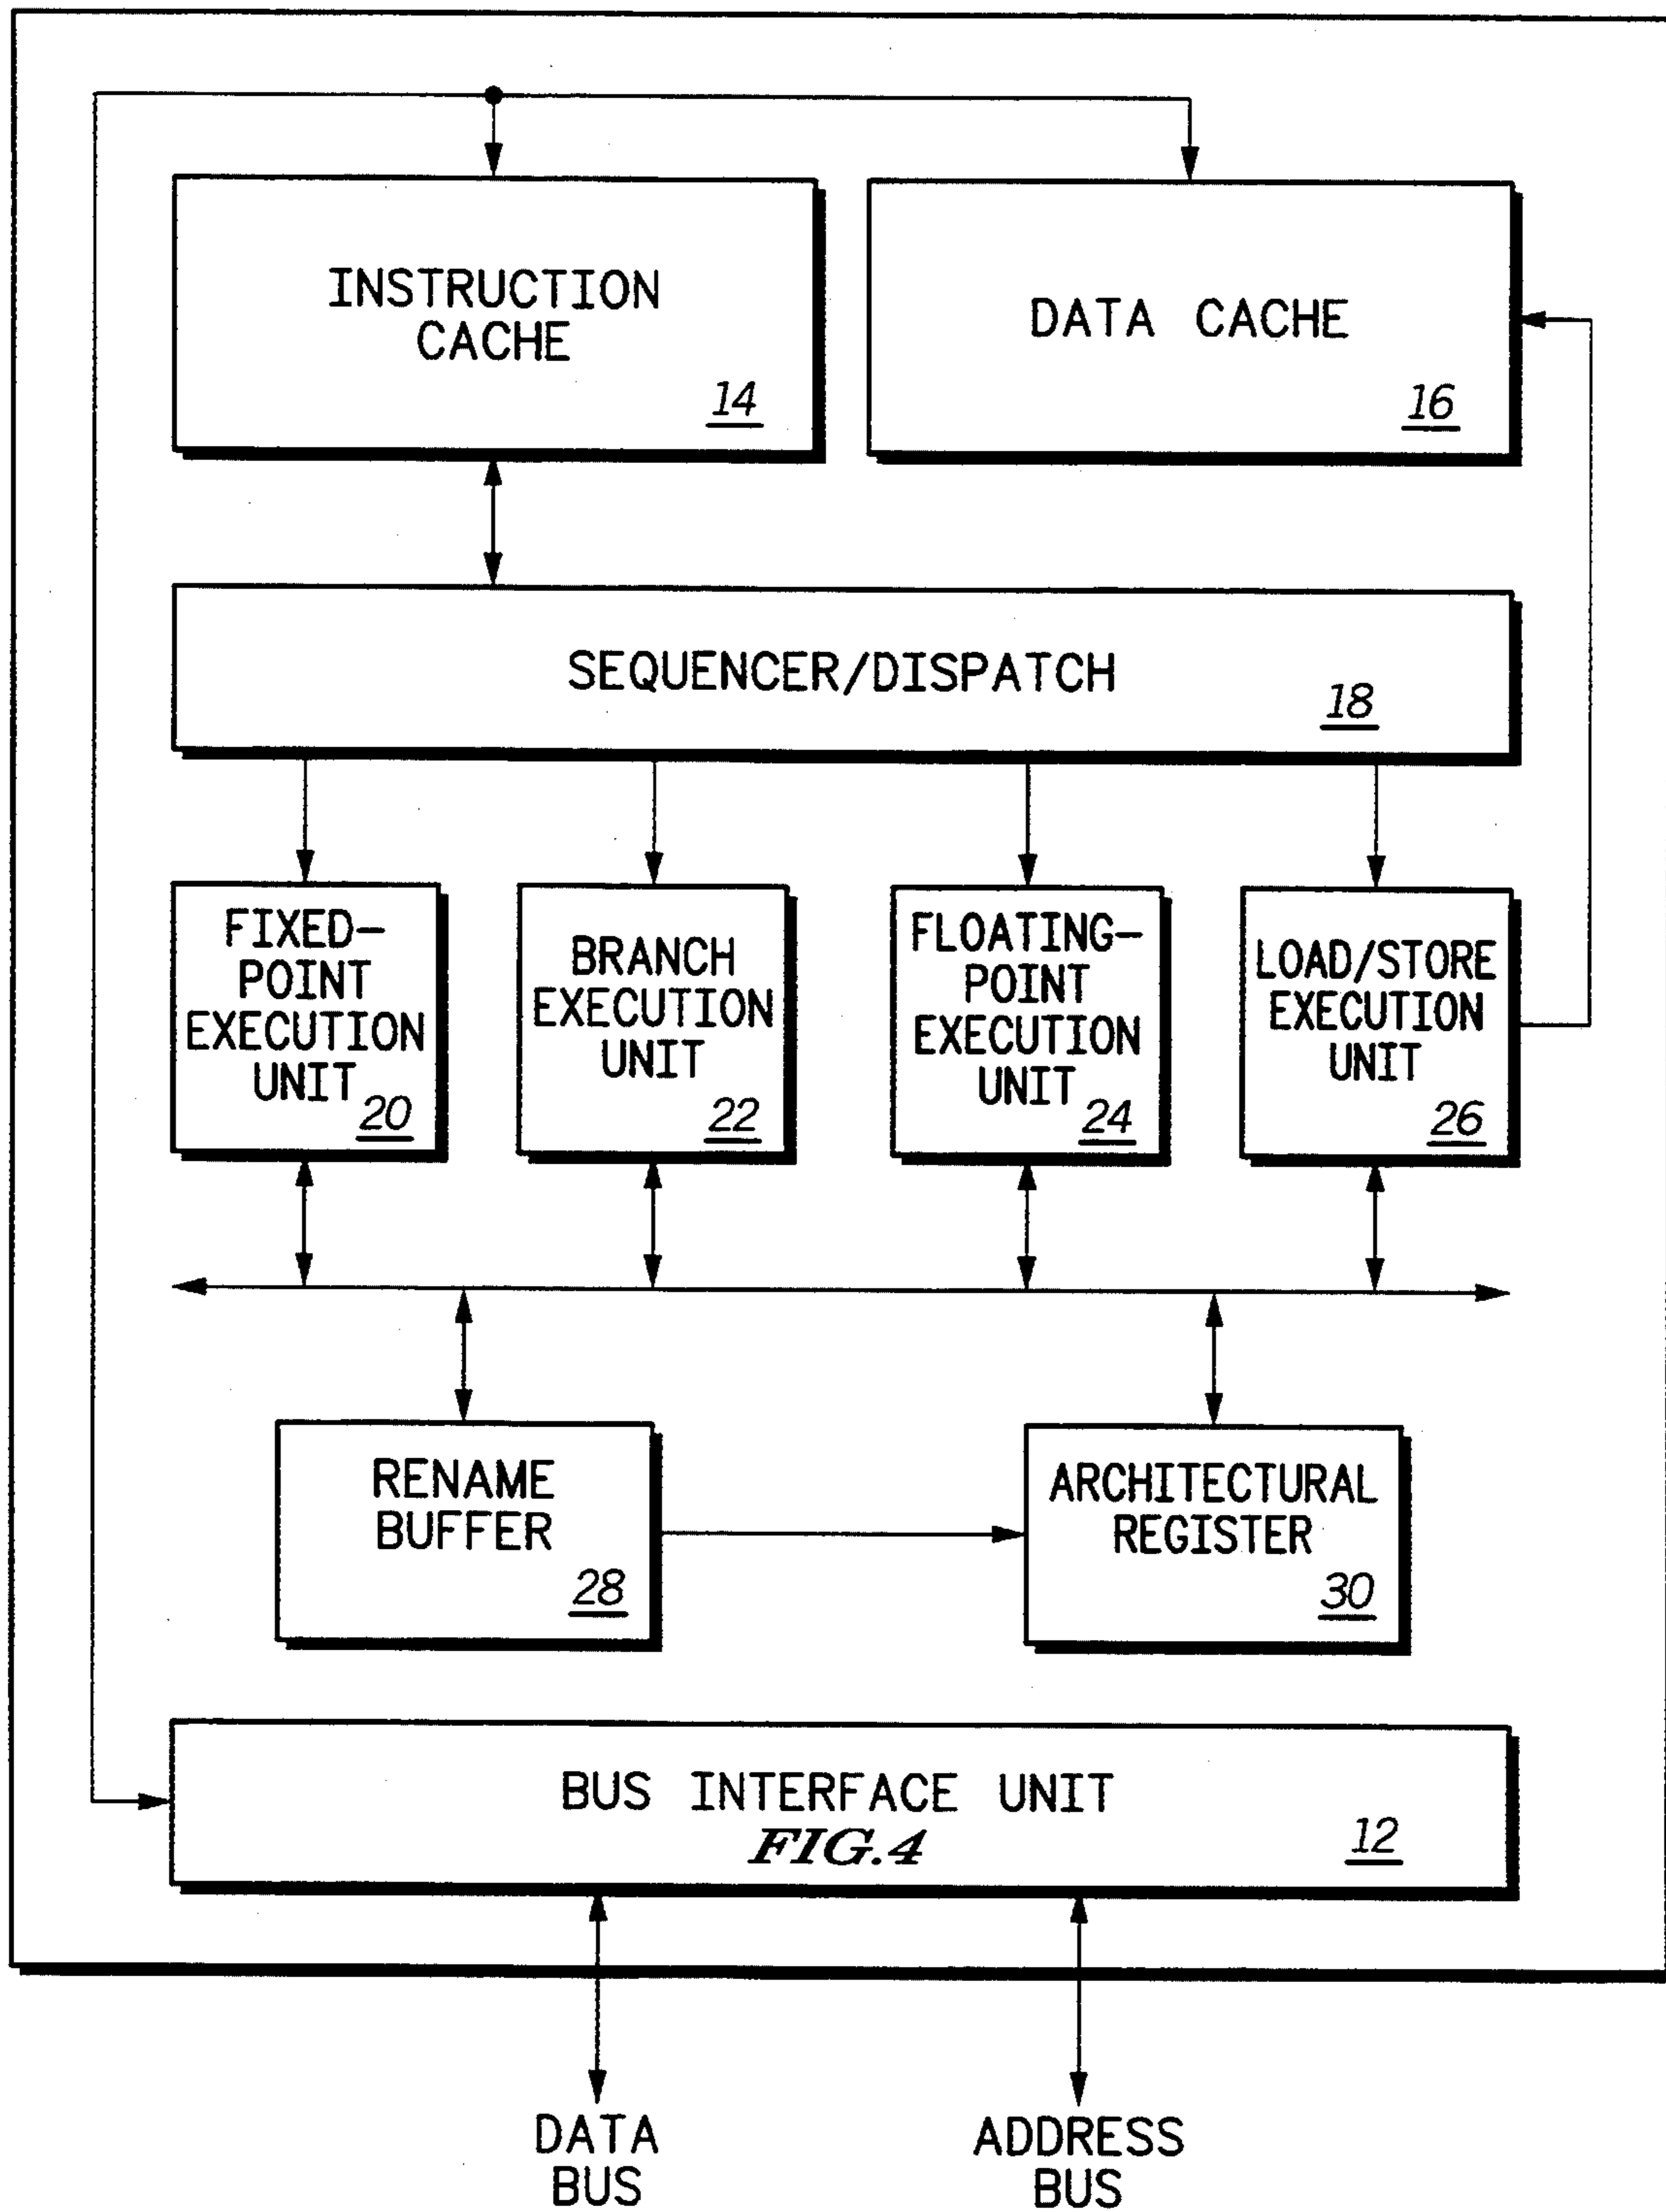 INSTRUCTION
CACHE
14
DATA CACHE
16
SEQUENCER/DISPATCH
18
FIXED-
POINT
EXECUTION
UNIT
20
BRANCH
EXECUTION
UNIT
22
FLOATING-
POINT
EXECUTION
UNIT
24
LOAD/STORE
EXECUTION
UNIT
26
RENAME
BUFFER
28
ARCHITECTURAL
REGISTER
30
BUS INTERFACE UNIT
FIG.4
12
DATA
BUS
ADDRESS
BUS